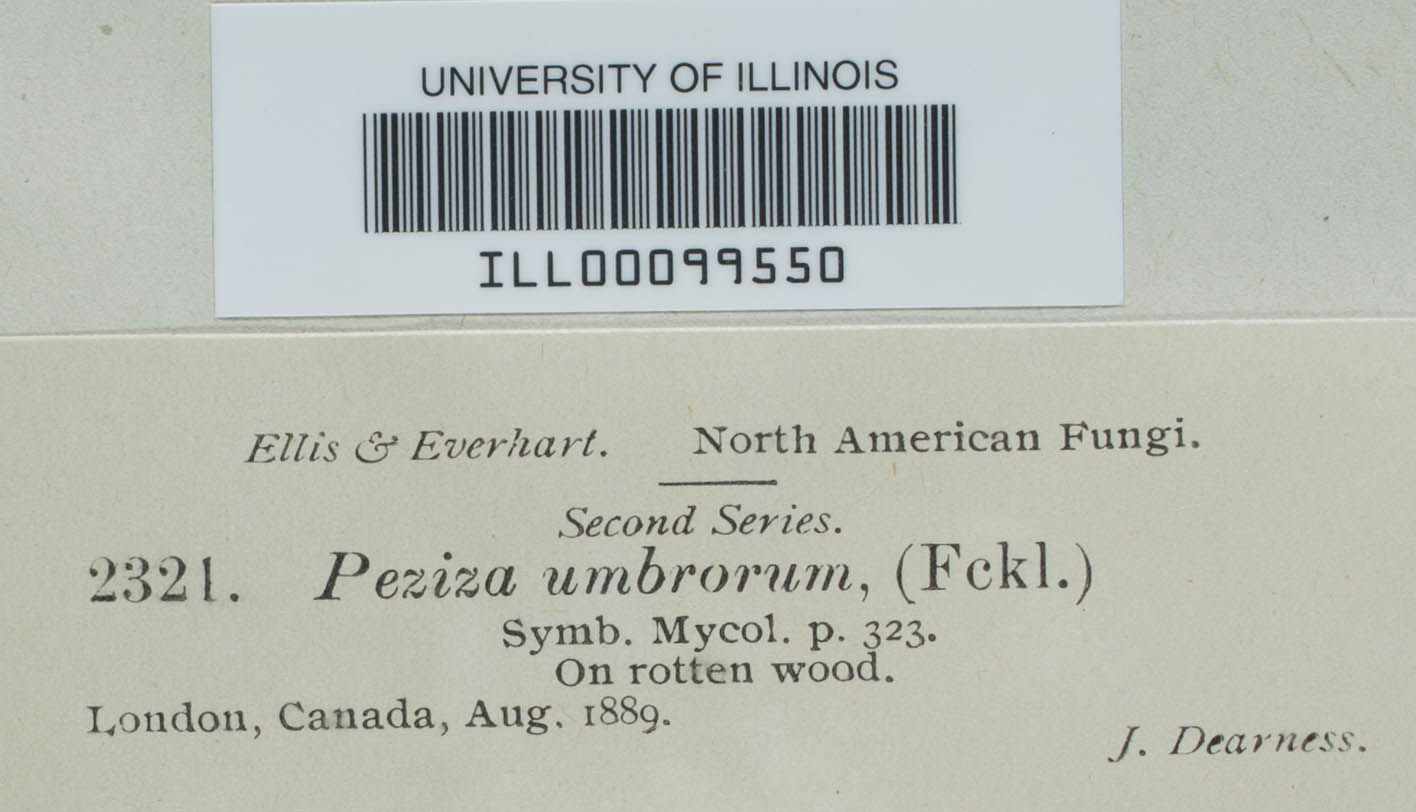 UNIVERSITY OF ILLINOIS
ILL00099550
Ellis & Everhart. North American Fungi.
Second Series.
2321. Peziza umbrorum, (Fckl.)
Symb. Mycol. p. 323.
On rotten wood.
London, Canada, Aug. 1889.
J. Dearness.